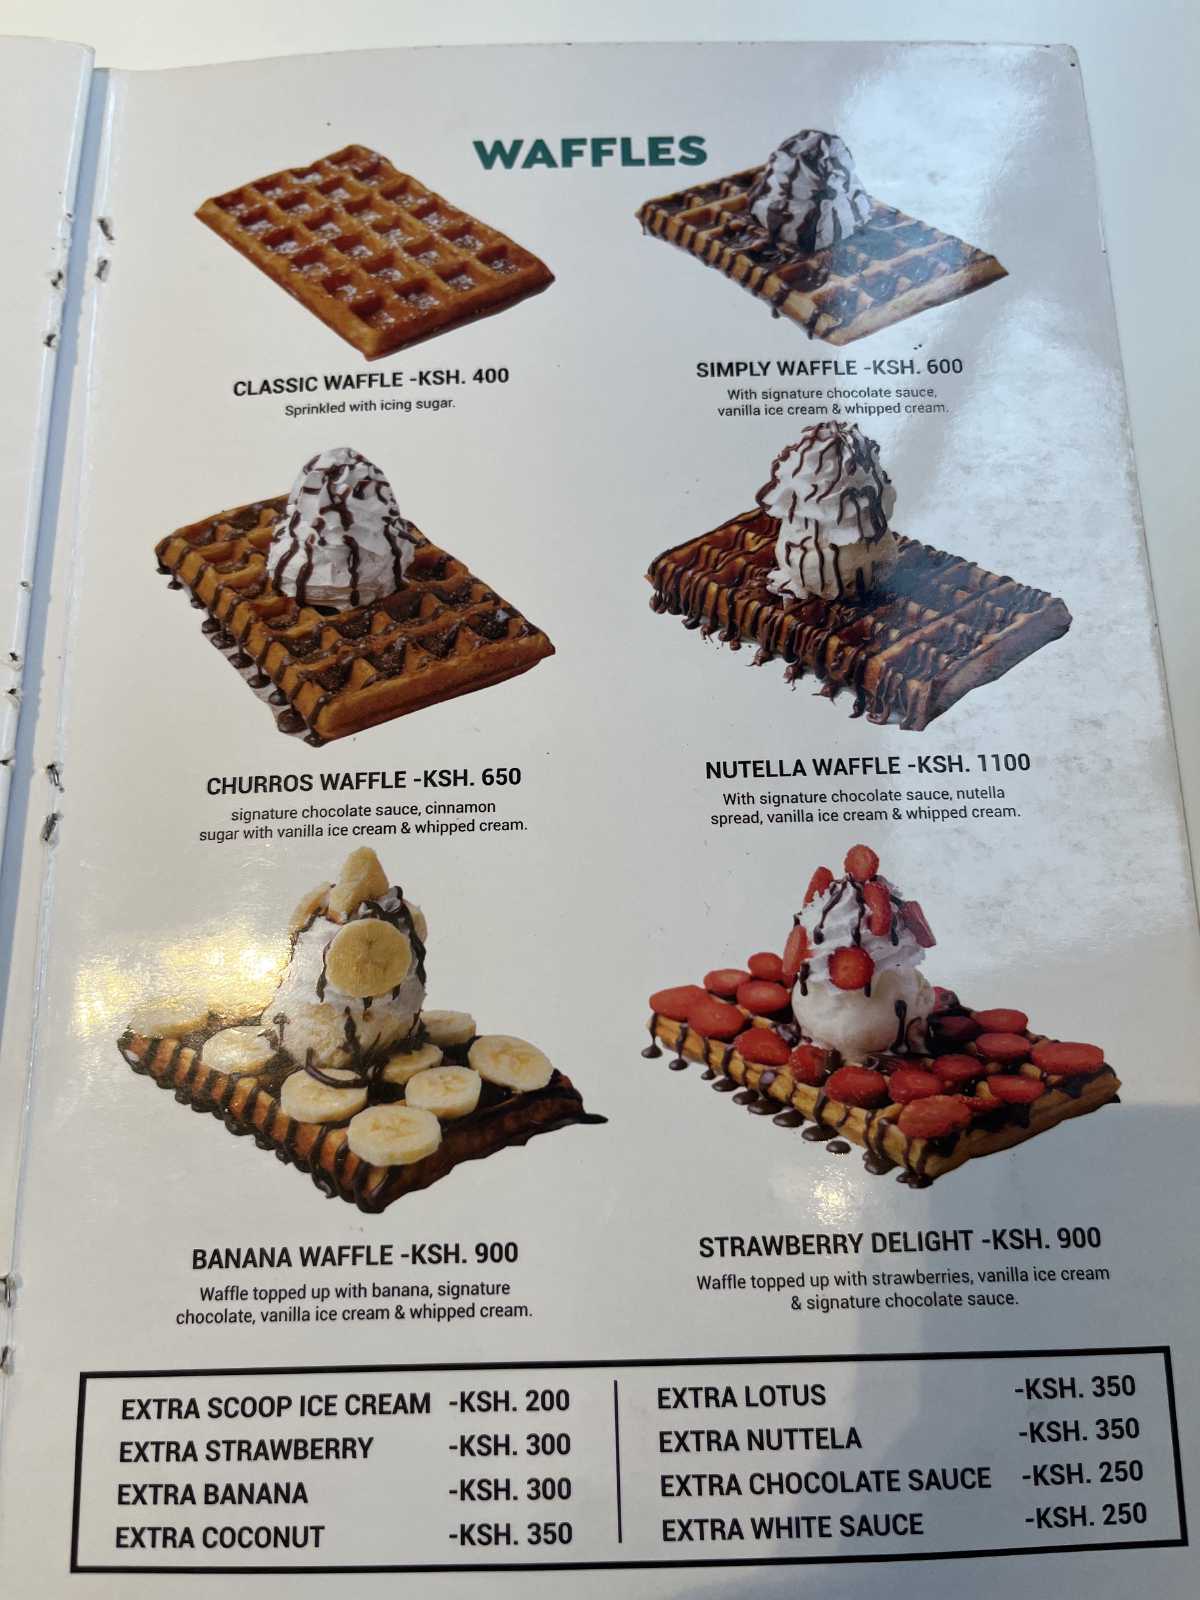 WAFFLES
CLASSIC WAFFLE -KSH. 400
Sprinkled with icing sugar.
SIMPLY WAFFLE -KSH. 600
With signature chocolate sauce,
vanilla ice cream & whipped cream.
CHURROS WAFFLE -KSH. 650
signature chocolate sauce, cinnamon
sugar with vanilla ice cream & whipped cream.
NUTELLA WAFFLE -KSH. 1100
With signature chocolate sauce, nutella
spread, vanilla ice cream & whipped cream.
BANANA WAFFLE -KSH. 900
Waffle topped up with banana, signature
chocolate, vanilla ice cream & whipped cream.
STRAWBERRY DELIGHT -KSH. 900
Waffle topped up with strawberries, vanilla ice cream
& signature chocolate sauce.
EXTRA SCOOP ICE CREAM -KSH. 200
EXTRA STRAWBERRY -KSH. 300
EXTRA BANANA -KSH. 300
EXTRA COCONUT -KSH. 350
EXTRA LOTUS -KSH. 350
EXTRA NUTTELA -KSH. 350
EXTRA CHOCOLATE SAUCE -KSH. 250
EXTRA WHITE SAUCE -KSH. 250